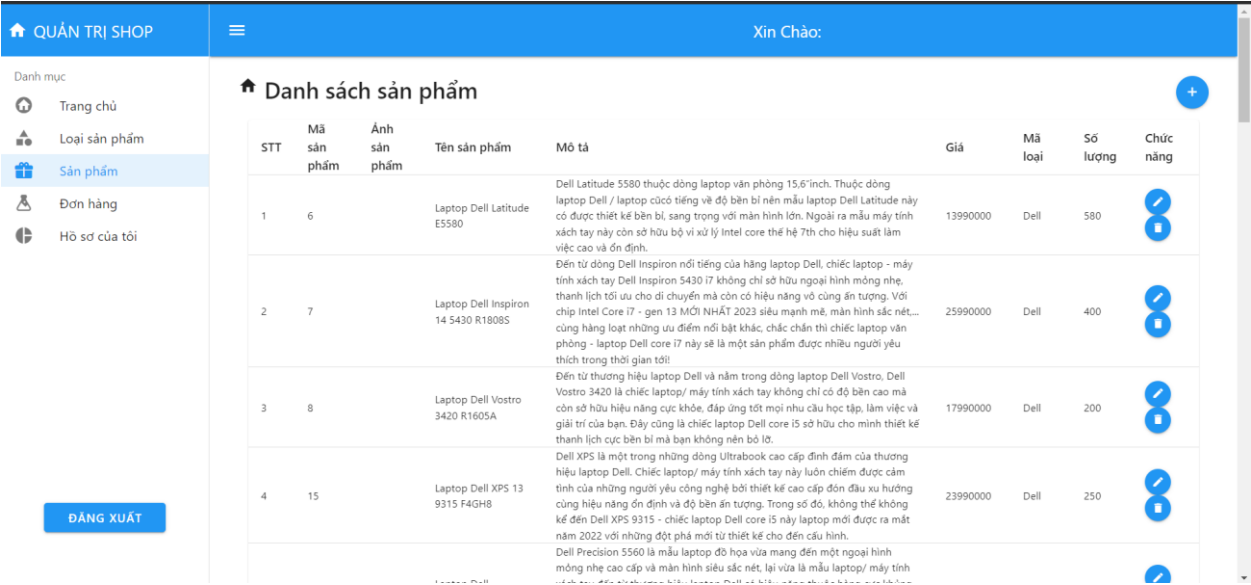 QUẢN TRỊ SHOP
Xin Chào:
Danh mục
Trang chủ
Loại sản phẩm
Sản phẩm
Đơn hàng
Hồ sơ của tôi
ĐĂNG XUẤT
Danh sách sản phẩm
STT Mã sản phẩm Ảnh sản phẩm Tên sản phẩm Mô tả Giá Mã loại Số lượng Chức năng
1 6 Laptop Dell Latitude E5580
Dell Latitude 5580 thuộc dòng laptop văn phòng 15,6"inch. Thuộc dòng
laptop Dell / laptop cũcó tiếng về độ bền bỉ nên mẫu laptop Dell Latitude này
có được thiết kế bền bỉ, sang trọng với màn hình lớn. Ngoài ra mẫu máy tính
xách tay này còn sở hữu bộ vi xử lý Intel core thế hệ 7th cho hiệu suất làm
việc cao và ổn định.
13990000 Dell 580
2 7 Laptop Dell Inspiron 14 5430 R1808S
Đến từ dòng Dell Inspiron nổi tiếng của hãng laptop Dell, chiếc laptop - máy
tính xách tay Dell Inspiron 5430 i7 không chỉ sở hữu ngoại hình mỏng nhẹ,
thanh lịch tối ưu cho di chuyển mà còn có hiệu năng vô cùng ấn tượng. Với
chip Intel Core i7 - gen 13 MỚI NHẤT 2023 siêu mạnh mẽ, màn hình sắc nét,...
cùng hàng loạt những ưu điểm nổi bật khác, chắc chắn thì chiếc laptop văn
phòng - laptop Dell core i7 này sẽ là một sản phẩm được nhiều người yêu
thích trong thời gian tới!
25990000 Dell 400
3 8 Laptop Dell Vostro 3420 R1605A
Đến từ thương hiệu laptop Dell và nằm trong dòng laptop Dell Vostro, Dell
Vostro 3420 là chiếc laptop/ máy tính xách tay không chỉ có độ bền cao mà
còn sở hữu hiệu năng cực khỏe, đáp ứng tốt mọi nhu cầu học tập, làm việc và
giải trí của bạn. Đây cũng là chiếc laptop Dell core i5 sở hữu cho mình thiết kế
thanh lịch cực bền bỉ mà bạn không nên bỏ lỡ.
17990000 Dell 200
4 15 Laptop Dell XPS 13 9315 F4GH8
Dell XPS là một trong những dòng Ultrabook cao cấp đình đám của thương
hiệu laptop Dell. Chiếc laptop/ máy tính xách tay này luôn chiếm được cảm
tình của những người yêu công nghệ bởi thiết kế cao cấp đón đầu xu hướng
cùng hiệu năng ổn định và độ bền ấn tượng. Trong số đó, không thể không
kể đến Dell XPS 9315 - chiếc laptop Dell core i5 này laptop mới được ra mắt
năm 2022 với những đột phá mới từ thiết kế cho đến cấu hình.
23990000 Dell 250
Dell Precision 5560 là mẫu laptop đồ họa vừa mang đến một ngoại hình
mỏng nhẹ cao cấp và màn hình siêu sắc nét, lại vừa là mẫu laptop/ máy tính